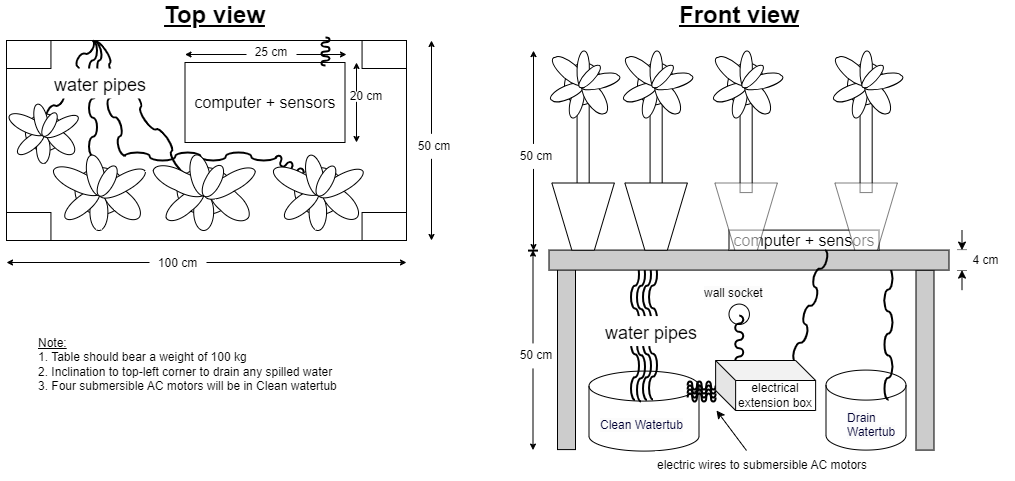 Top view
25 cm
water pipes
computer + sensors
20 cm
50 cm
100 cm
Note:
1. Table should bear a weight of 100 kg
2. Inclination to top-left corner to drain any spilled water
3. Four submersible AC motors will be in Clean watertub
Front view
50 cm
computer + sensors
4 cm
wall socket
water pipes
50 cm
electrical
extension box
Clean Watertub
Drain
Watertub
electric wires to submersible AC motors